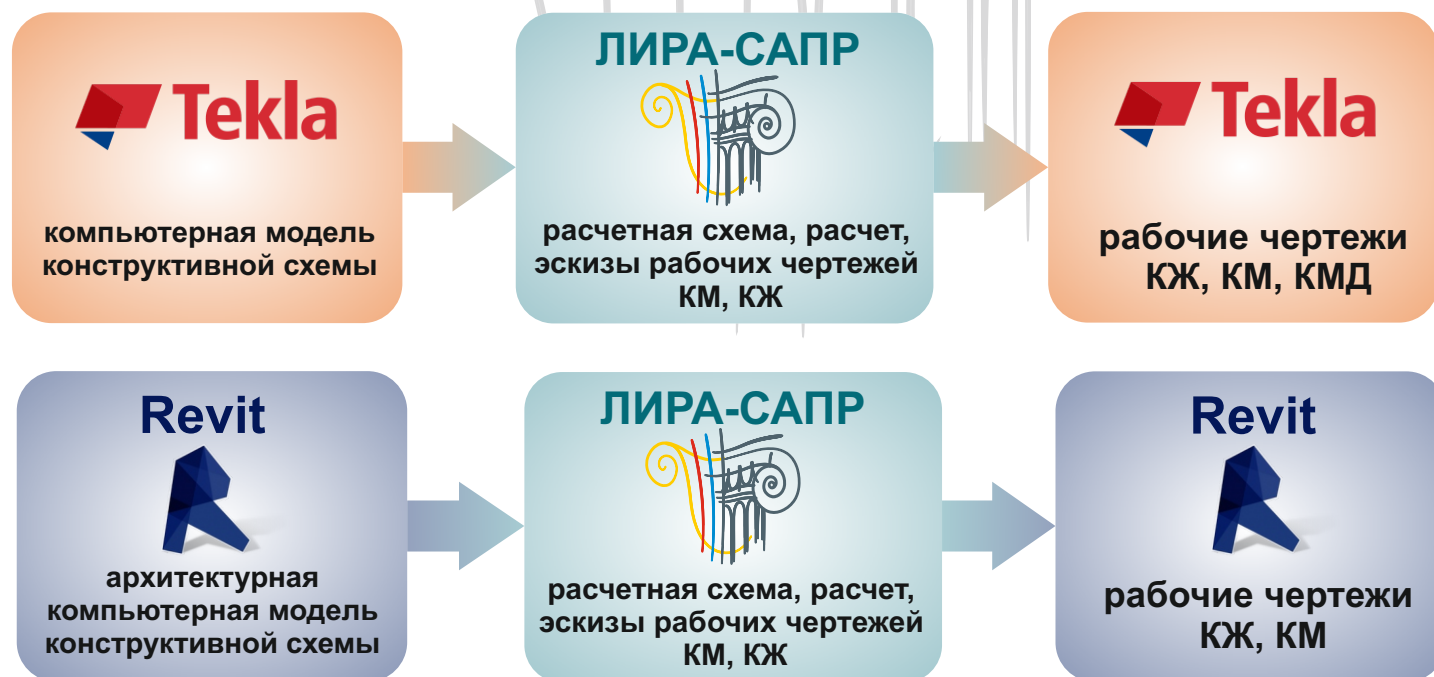 Tekla
компьютерная модель
конструктивной схемы
ЛИРА-САПР
расчетная схема, расчет,
эскизы рабочих чертежей
КМ, КЖ
Tekla
рабочие чертежи
КЖ, КМ, КМД
Revit
архитектурная
компьютерная модель
конструктивной схемы
ЛИРА-САПР
расчетная схема, расчет,
эскизы рабочих чертежей
КМ, КЖ
Revit
рабочие чертежи
КЖ, КМ